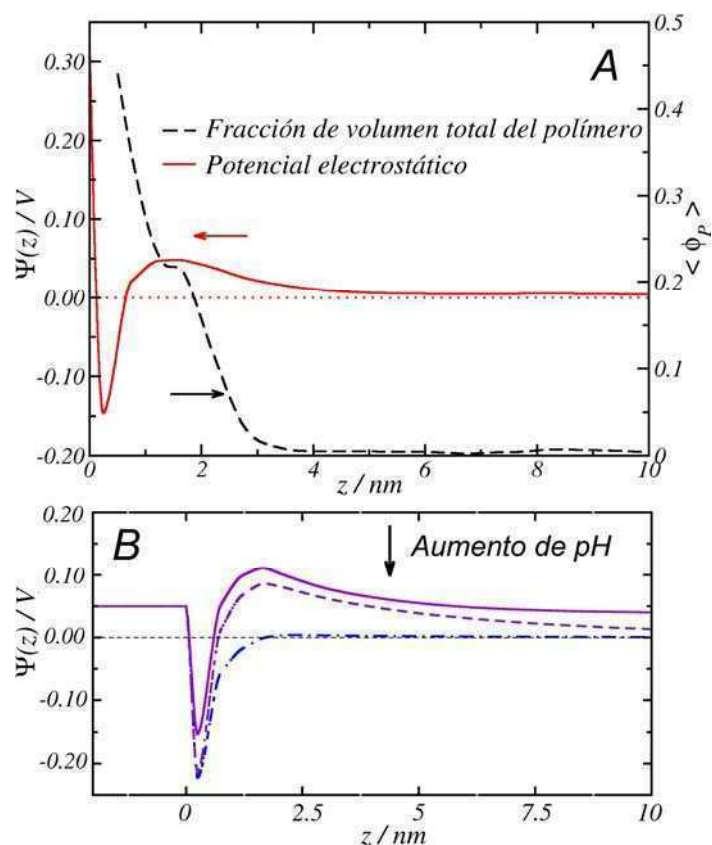 A
0.30
0.20
0.10
0.00
-0.10
-0.20
Ψ(z) / V
Fracción de volumen total del polímero
Potencial electrostático
0.5
0.4
0.3
0.2
0.1
0
< ϕP >
0 2 4 6 8 10
z / nm
B
Aumento de pH
0.20
0.10
0.00
-0.10
-0.20
Ψ(z) / V
0 2.5 5 7.5 10
z / nm